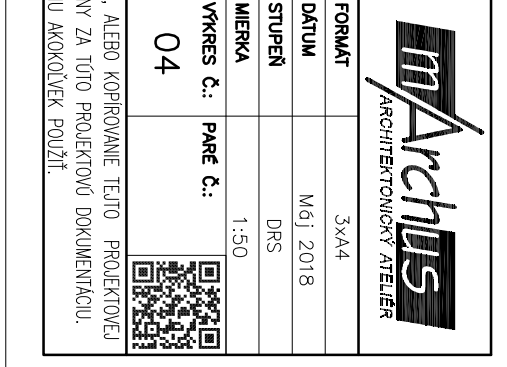 mArchus
ARCHITEKTONICKÝ ATELIÉR
FORMÁT 3xA4
DÁTUM Máj 2018
STUPEŇ DRS
MIERKA 1:50
VÝKRES Č.: PARÉ Č.:
04
, ALEBO KOPÍROVANIE TEJTO PROJEKTOVEJ
NY ZA TÚTO PROJEKTOVÚ DOKUMENTÁCIU.
U AKOKOĽVEK POUŽIŤ.